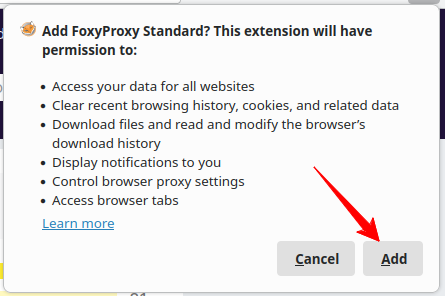 Add FoxyProxy Standard? This extension will have
permission to:
• Access your data for all websites
• Clear recent browsing history, cookies, and related data
• Download files and read and modify the browser’s
download history
• Display notifications to you
• Control browser proxy settings
• Access browser tabs
Learn more
Cancel Add